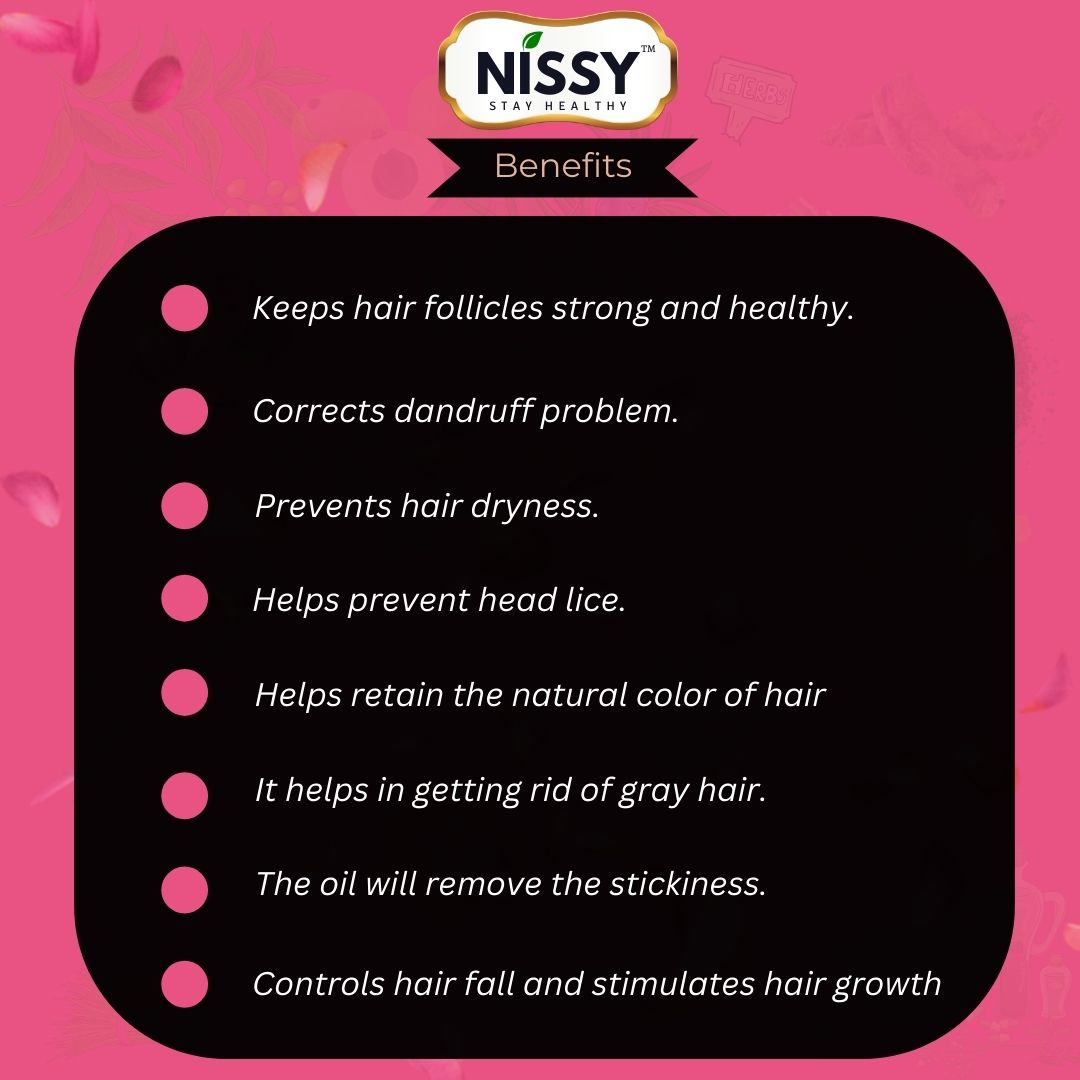 NISSY™
STAY HEALTHY
HERBS
Benefits
Keeps hair follicles strong and healthy.
Corrects dandruff problem.
Prevents hair dryness.
Helps prevent head lice.
Helps retain the natural color of hair
It helps in getting rid of gray hair.
The oil will remove the stickiness.
Controls hair fall and stimulates hair growth